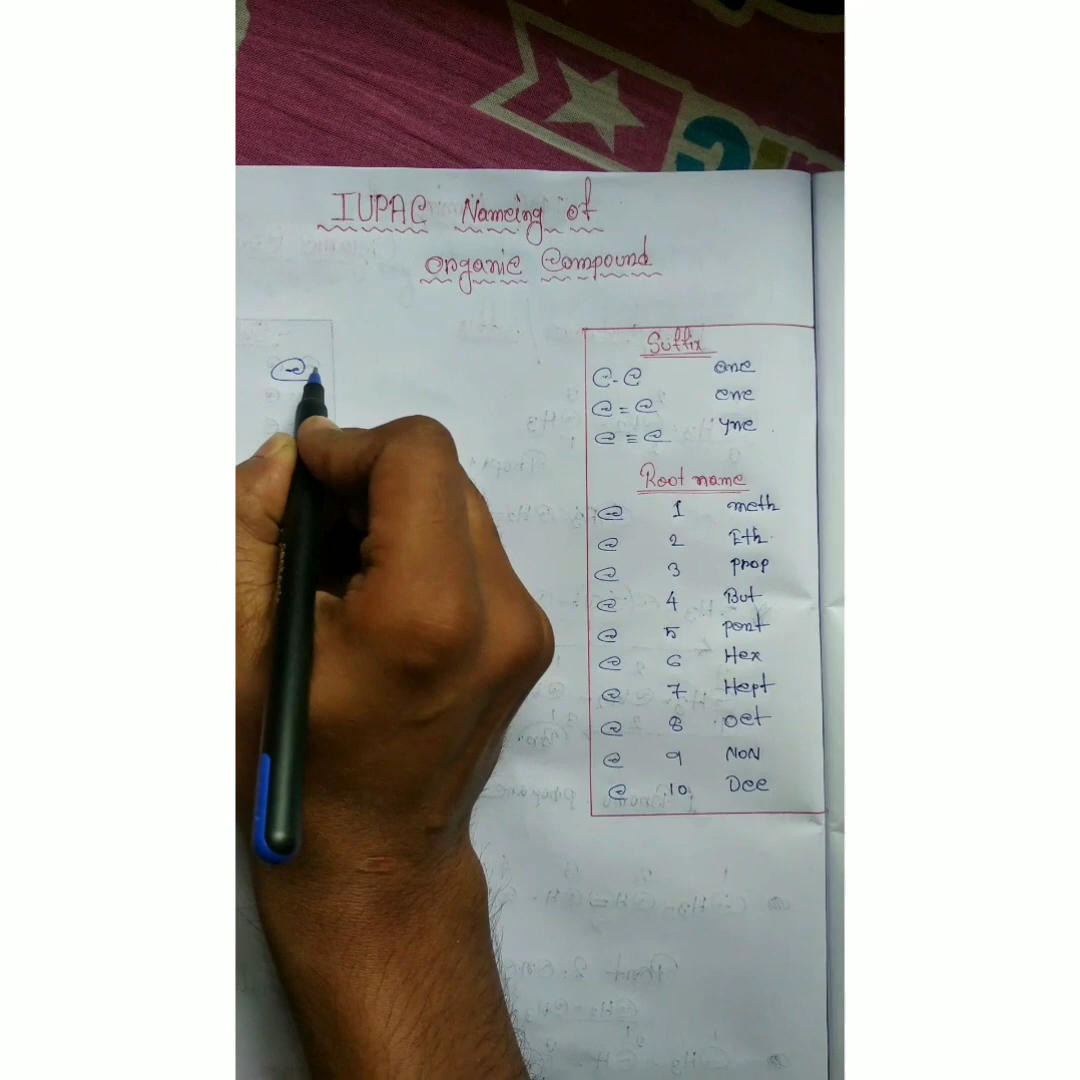 IUPAC Nameing of
Organic Compound
C
Suffix
C-C ane
C=C ene
C≡C yne
Root name
C 1 meth
C 2 Eth
C 3 prop
C 4 But
C 5 pent
C 6 Hex
C 7 Hept
C 8 oct
C 9 NON
C 10 Dec